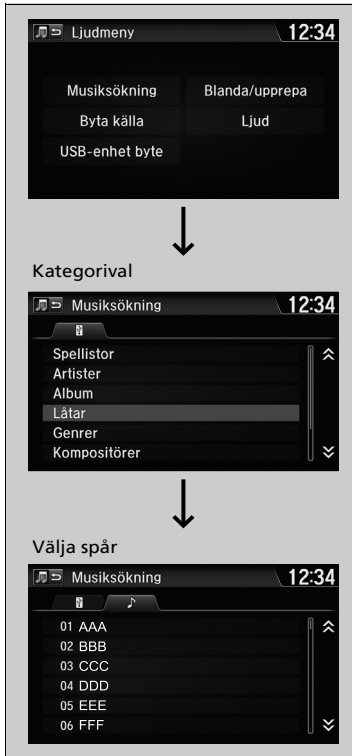 Ljudmeny 12:34
Musiksökning Blanda/upprepa
Byta källa Ljud
USB-enhet byte
Kategorival
Musiksökning 12:34
Spellistor
Artister
Album
Låtar
Genrer
Kompositörer
Välja spår
Musiksökning 12:34
01 AAA
02 BBB
03 CCC
04 DDD
05 EEE
06 FFF